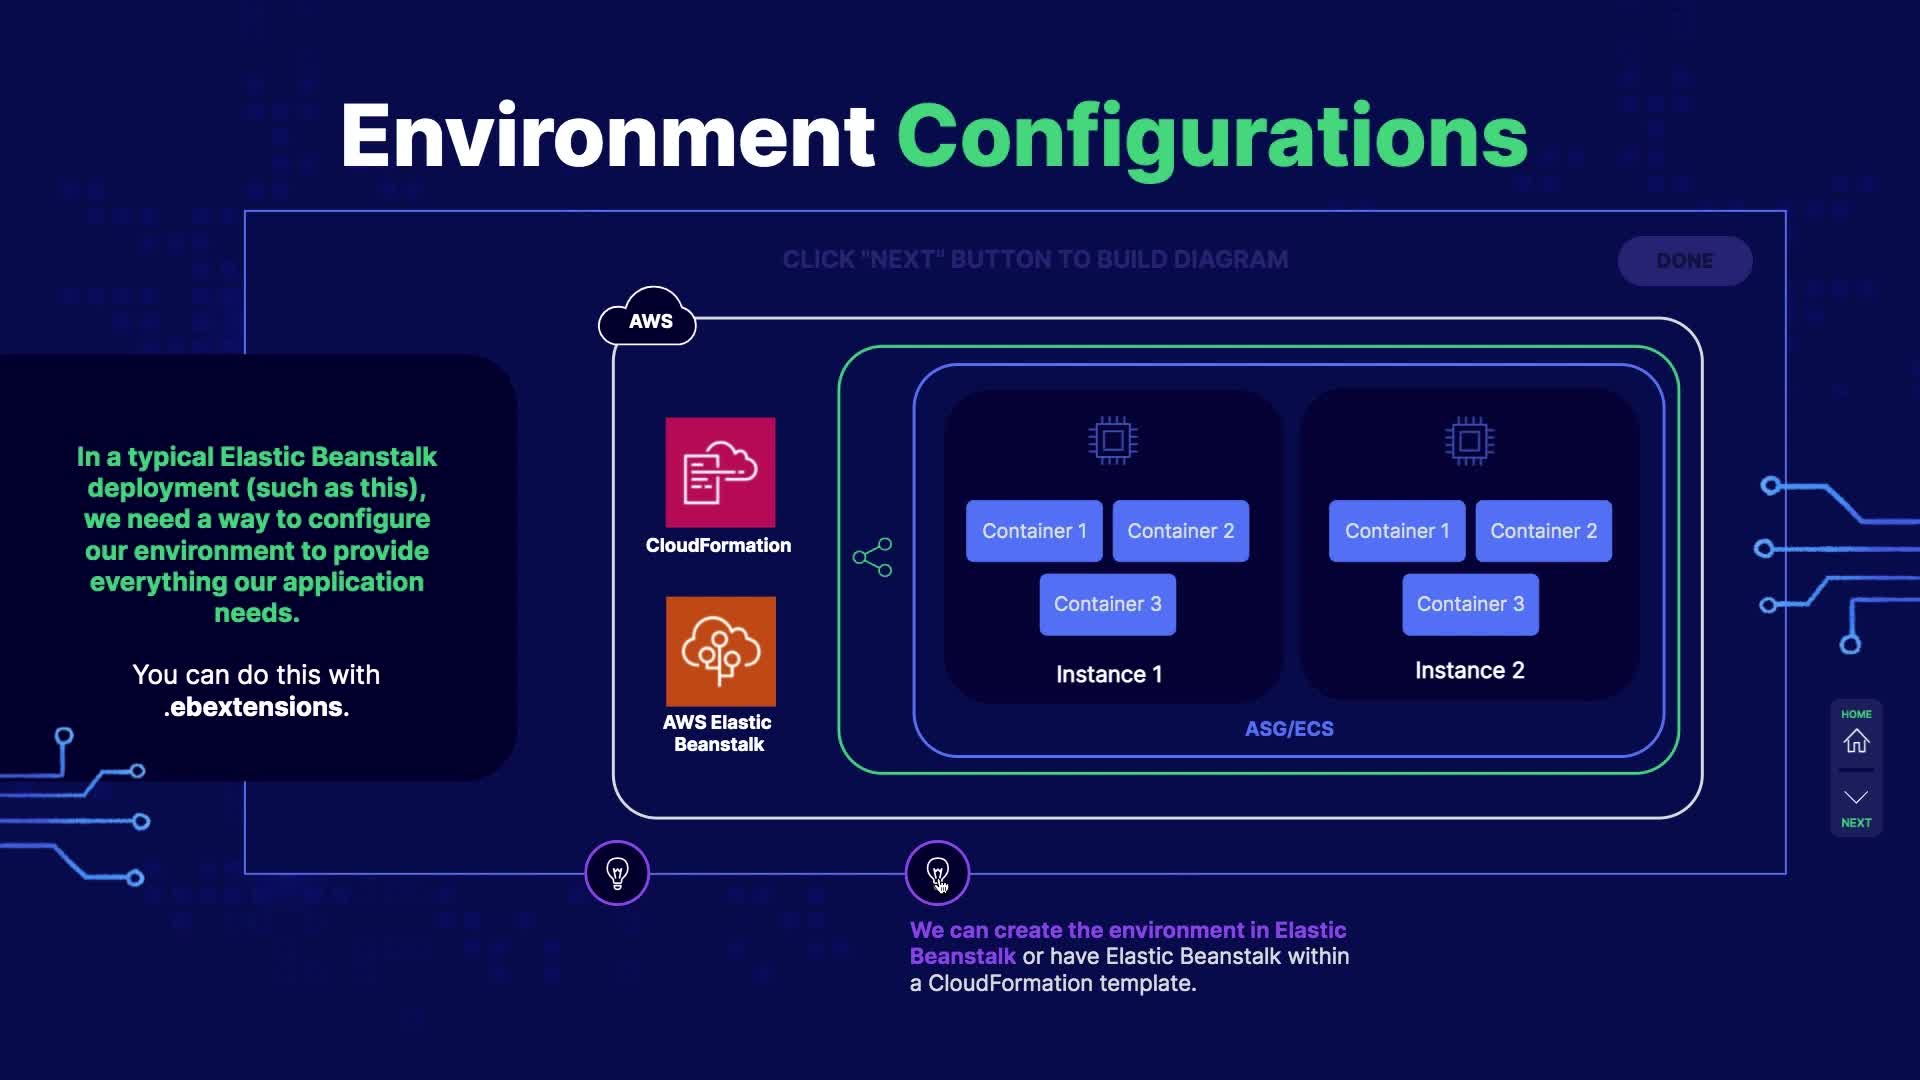 Environment Configurations
CLICK "NEXT" BUTTON TO BUILD DIAGRAM
DONE
AWS
In a typical Elastic Beanstalk
deployment (such as this),
we need a way to configure
our environment to provide
everything our application
needs.
You can do this with
.ebextensions.
CloudFormation
AWS Elastic
Beanstalk
Container 1
Container 2
Container 3
Instance 1
Container 1
Container 2
Container 3
Instance 2
ASG/ECS
HOME
NEXT
We can create the environment in Elastic
Beanstalk or have Elastic Beanstalk within
a CloudFormation template.